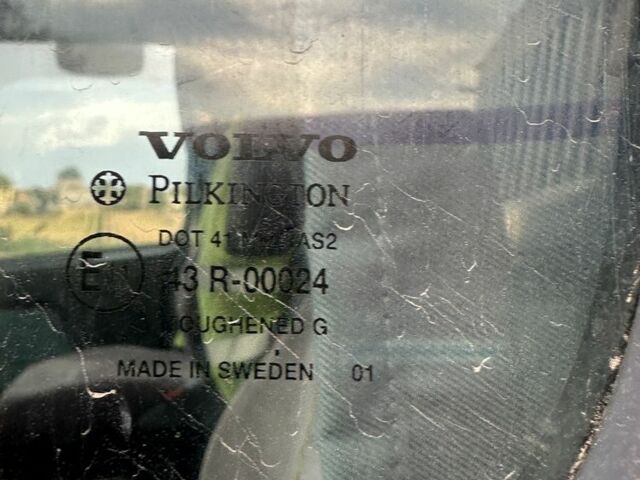 VOLVO
PILKINGTON
DOT 41 AS2
E 43 R-00024
TOUGHENED G
MADE IN SWEDEN 01